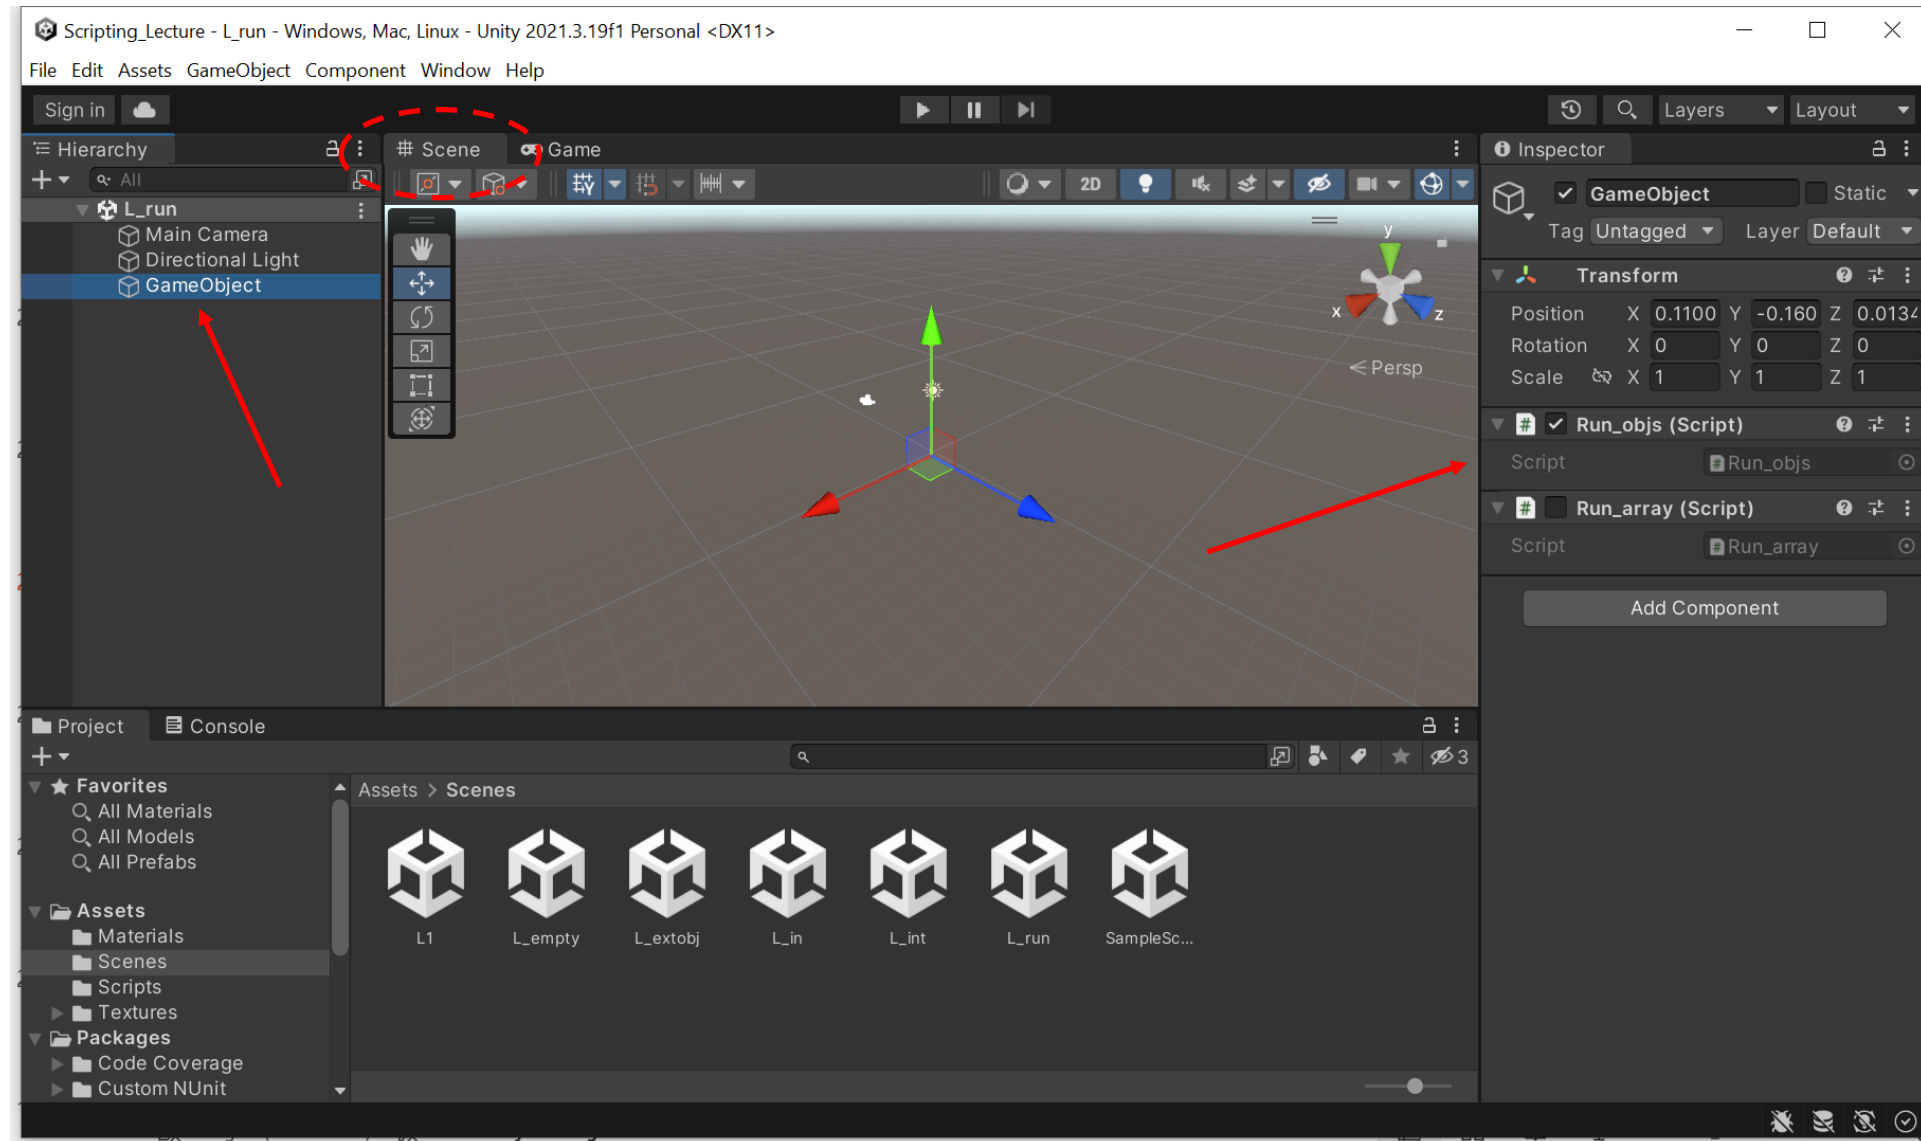 Scripting_Lecture - L_run - Windows, Mac, Linux - Unity 2021.3.19f1 Personal <DX11>
File Edit Assets GameObject Component Window Help
Sign in
Layers Layout
Hierarchy
All
L_run
Main Camera
Directional Light
GameObject
# Scene Game
2D
y
x
z
Persp
Inspector
GameObject Static
Tag Untagged Layer Default
Transform
Position X 0.1100 Y -0.160 Z 0.0134
Rotation X 0 Y 0 Z 0
Scale X 1 Y 1 Z 1
# Run_objs (Script)
Script # Run_objs
# Run_array (Script)
Script # Run_array
Add Component
Project Console
3
Favorites
All Materials
All Models
All Prefabs
Assets
Materials
Scenes
Scripts
Textures
Packages
Code Coverage
Custom NUnit
Assets > Scenes
L1 L_empty L_extobj L_in L_int L_run SampleSc...